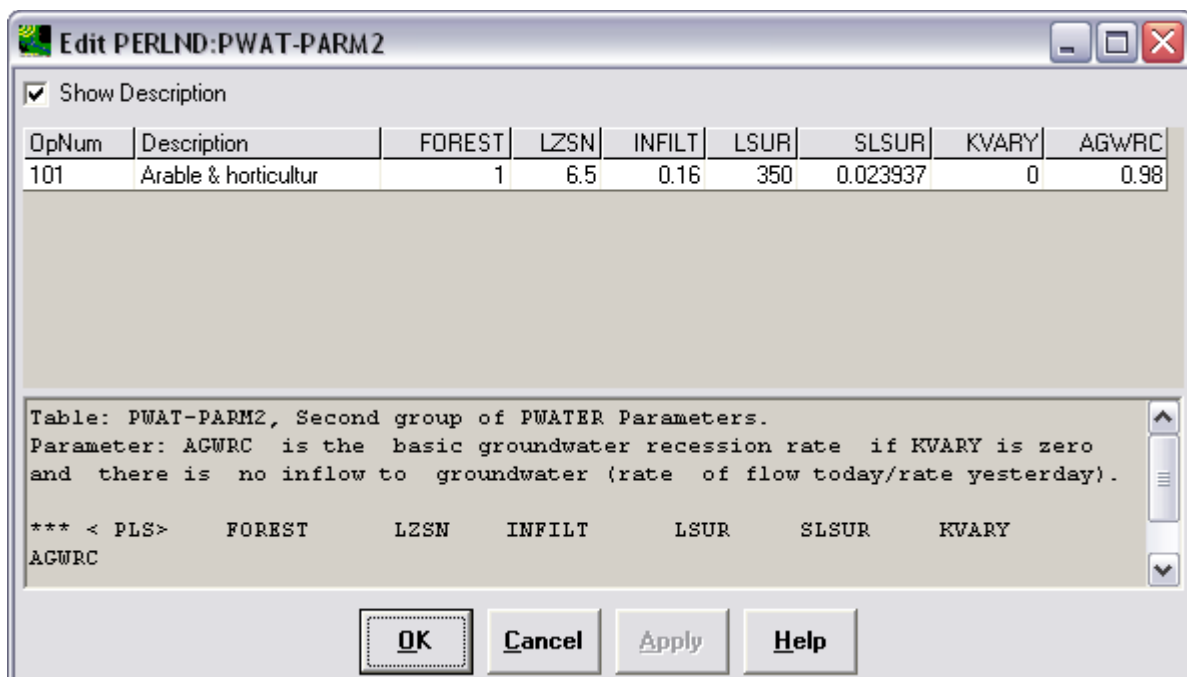 Edit PERLND:PWAT-PARM2
Show Description
OpNum Description FOREST LZSN INFILT LSUR SLSUR KVARY AGWRC
101 Arable & horticultur 1 6.5 0.16 350 0.023937 0 0.98
Table: PWAT-PARM2, Second group of PWATER Parameters.
Parameter: AGWRC is the basic groundwater recession rate if KVARY is zero
and there is no inflow to groundwater (rate of flow today/rate yesterday).
*** < PLS> FOREST LZSN INFILT LSUR SLSUR KVARY
AGWRC
OK Cancel Apply Help